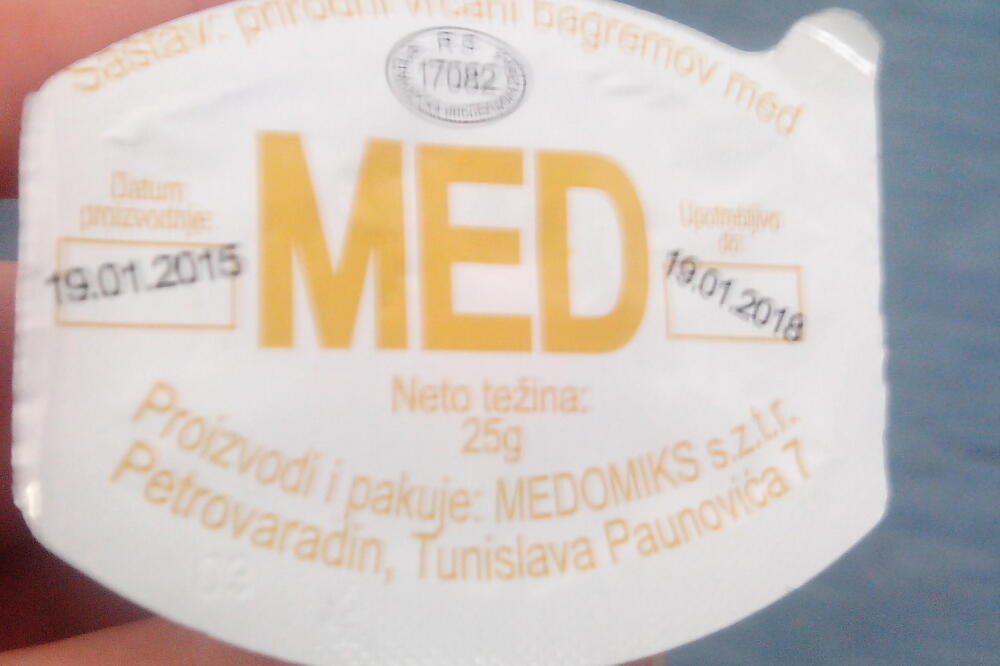 Sastav: prirodni vrcani bagremov med
R S
17082
MED
Datum
proizvodnje:
19.01.2015
Upotrebljivo
do:
19.01.2018
Neto težina:
25g
Proizvodi i pakuje: MEDOMIKS s.z.t.r.
Petrovaradin, Tunislava Paunovića 7